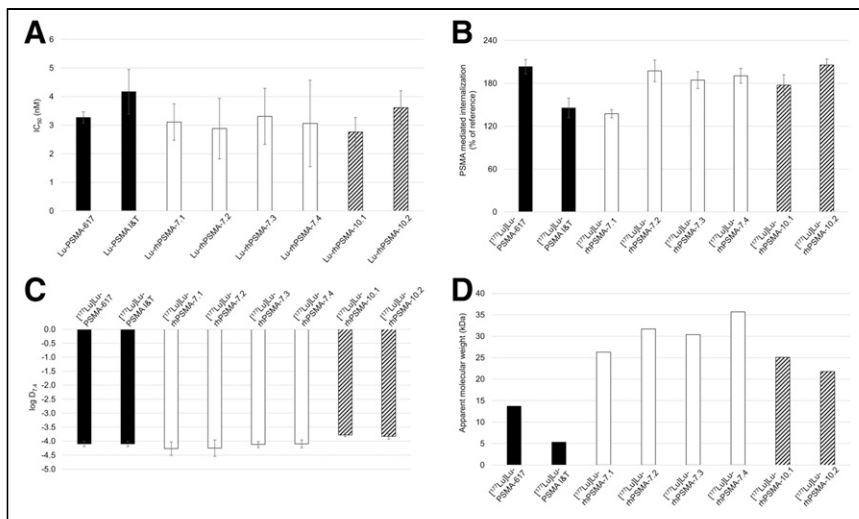 A
6
5
4
3
2
1
0
IC50 (nM)
Lu-PSMA-617
Lu-PSMA I&T
Lu-rhPSMA-7.1
Lu-rhPSMA-7.2
Lu-rhPSMA-7.3
Lu-rhPSMA-7.4
Lu-rhPSMA-10.1
Lu-rhPSMA-10.2
B
240
180
120
60
0
PSMA mediated internalization
(% of reference)
[177Lu]Lu-
PSMA-617
[177Lu]Lu-
PSMA I&T
[177Lu]Lu-
rhPSMA-7.1
[177Lu]Lu-
rhPSMA-7.2
[177Lu]Lu-
rhPSMA-7.3
[177Lu]Lu-
rhPSMA-7.4
[177Lu]Lu-
rhPSMA-10.1
[177Lu]Lu-
rhPSMA-10.2
C
[177Lu]Lu-
PSMA-617
[177Lu]Lu-
PSMA I&T
[177Lu]Lu-
rhPSMA-7.1
[177Lu]Lu-
rhPSMA-7.2
[177Lu]Lu-
rhPSMA-7.3
[177Lu]Lu-
rhPSMA-7.4
[177Lu]Lu-
rhPSMA-10.1
[177Lu]Lu-
rhPSMA-10.2
0.0
-0.5
-1.0
-1.5
-2.0
-2.5
-3.0
-3.5
-4.0
-4.5
-5.0
log D7.4
D
40
35
30
25
20
15
10
5
0
Apparent molecular weight (kDa)
[177Lu]Lu-
PSMA-617
[177Lu]Lu-
PSMA I&T
[177Lu]Lu-
rhPSMA-7.1
[177Lu]Lu-
rhPSMA-7.2
[177Lu]Lu-
rhPSMA-7.3
[177Lu]Lu-
rhPSMA-7.4
[177Lu]Lu-
rhPSMA-10.1
[177Lu]Lu-
rhPSMA-10.2